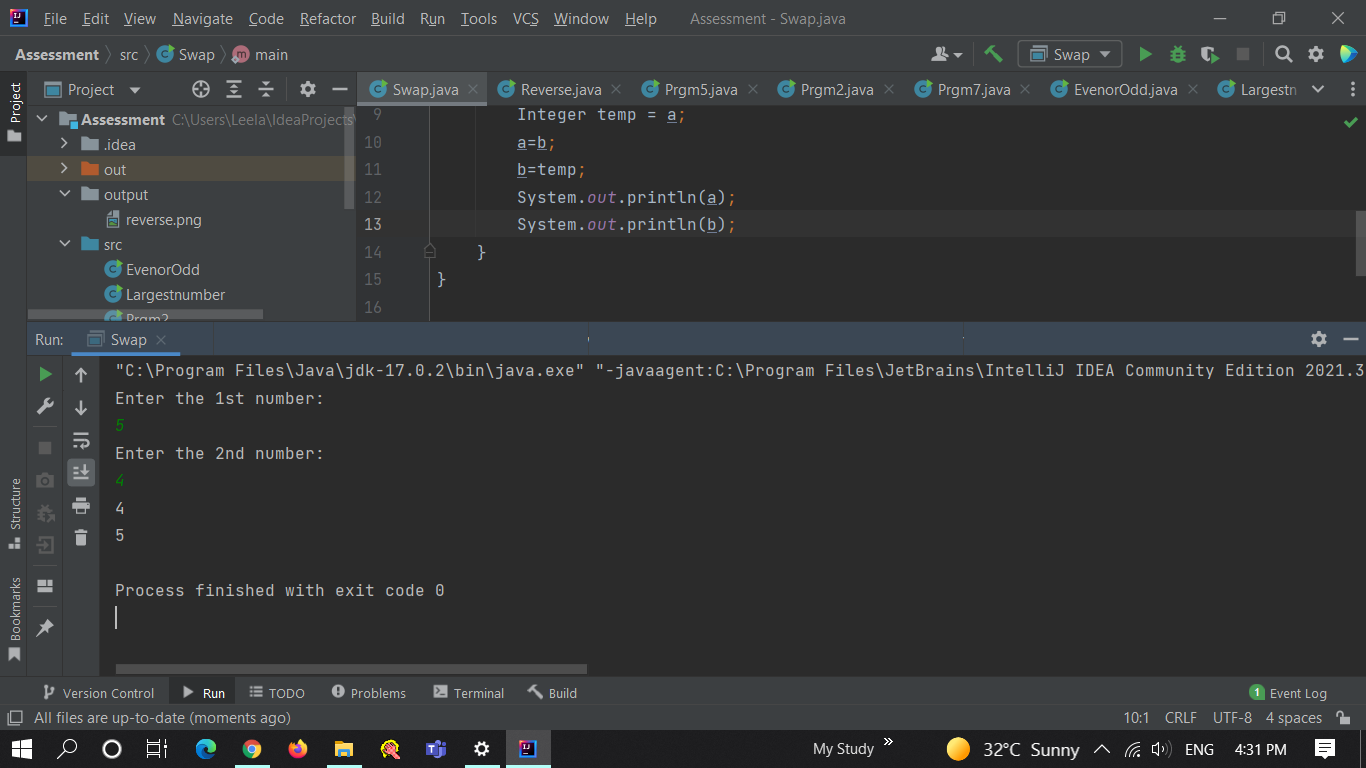 File Edit View Navigate Code Refactor Build Run Tools VCS Window Help Assessment - Swap.java
Assessment src Swap main Swap
Project
Project
Swap.java Reverse.java Prgm5.java Prgm2.java Prgm7.java EvenorOdd.java Largestn
Assessment C:\Users\Leela\IdeaProjects\
.idea
out
output
reverse.png
src
EvenorOdd
Largestnumber
Prgm2
9 Integer temp = a;
10 a=b;
11 b=temp;
12 System.out.println(a);
13 System.out.println(b);
14 }
15 }
16
Run: Swap
"C:\Program Files\Java\jdk-17.0.2\bin\java.exe" "-javaagent:C:\Program Files\JetBrains\IntelliJ IDEA Community Edition 2021.3
Enter the 1st number:
5
Enter the 2nd number:
4
4
5
Process finished with exit code 0
Structure
Bookmarks
Version Control Run TODO Problems Terminal Build 1 Event Log
All files are up-to-date (moments ago) 10:1 CRLF UTF-8 4 spaces
My Study » 32°C Sunny ENG 4:31 PM